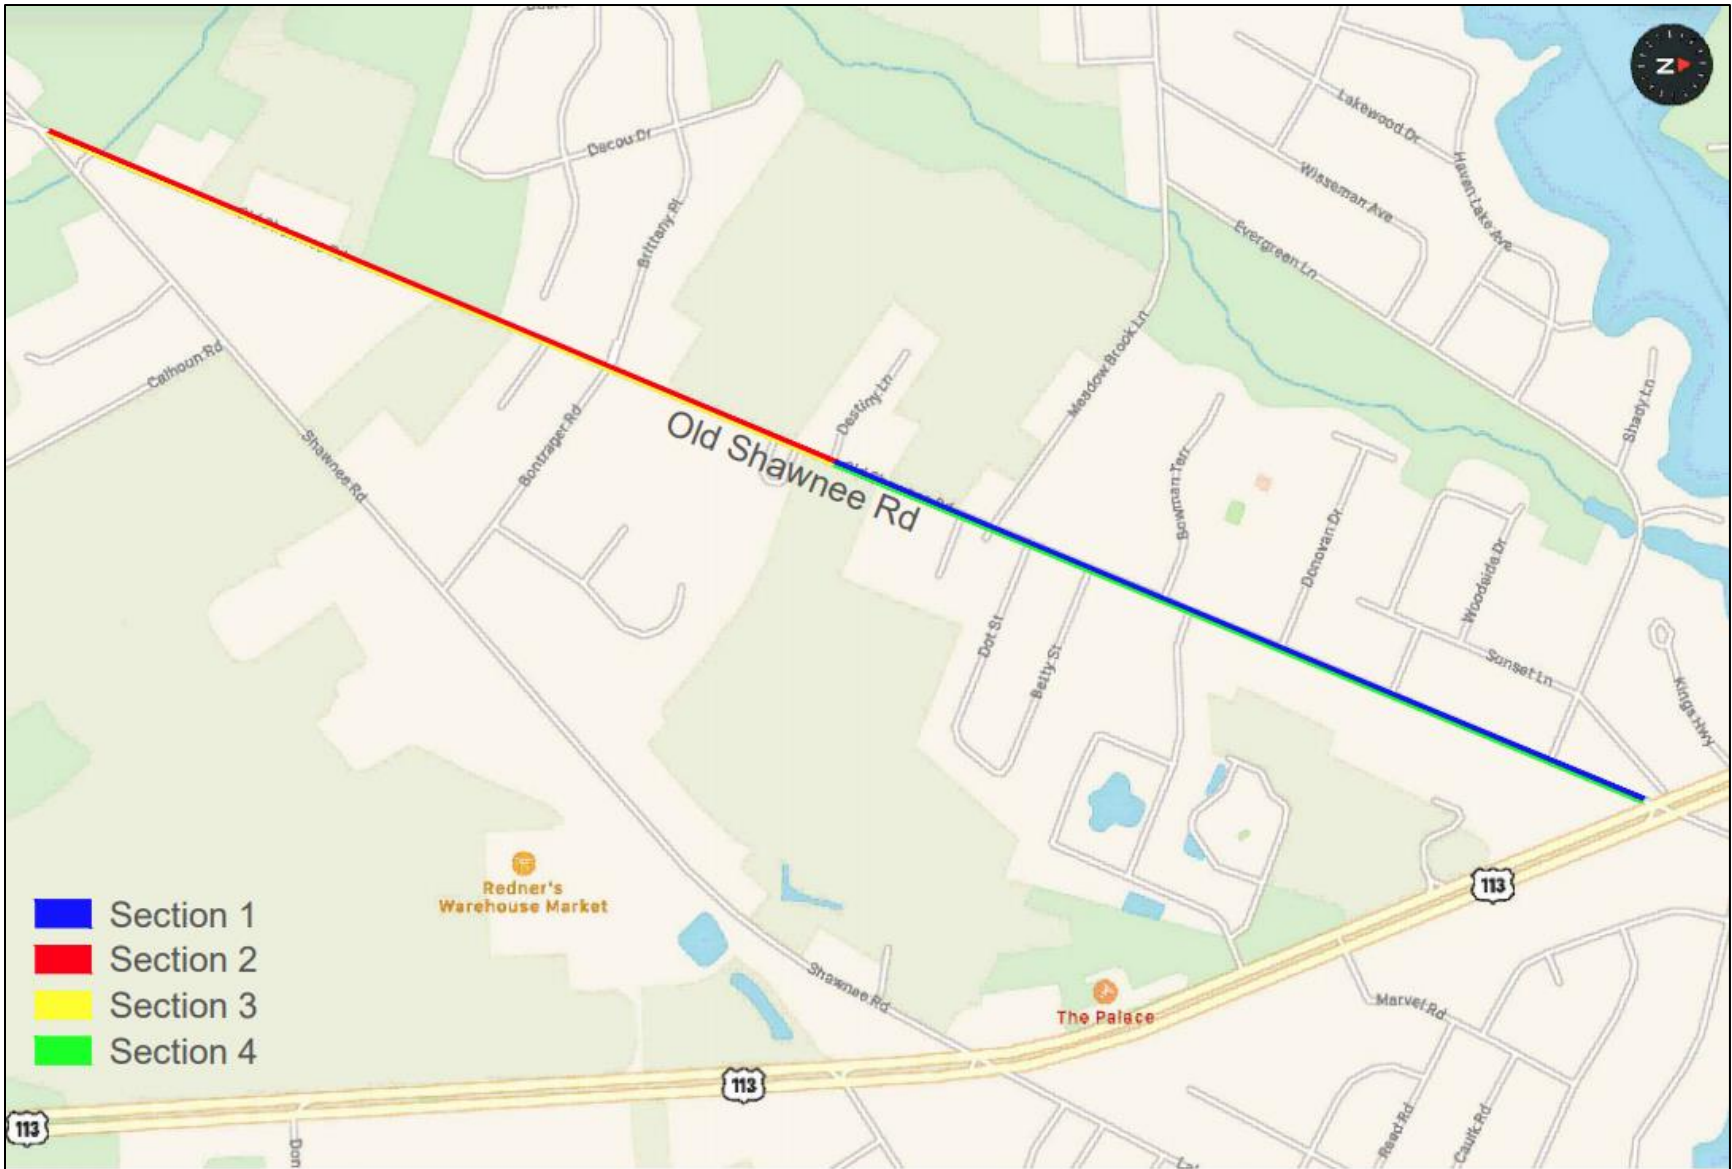 N
Lakewood Dr
Decou Dr
Haven Lake Ave
Wisseman Ave
Brittany Pl
Evergreen Ln
Calhoun Rd
Meadow Brook Ln
Destiny Ln
Shady Ln
Old Shawnee Rd
Bontrager Rd
Shawnee Rd
Bowman Terr
Donovan Dr
Woodside Dr
Dot St
Betty St
Sunset Ln
Kings Hwy
Redner's
Warehouse Market
113
Section 1
Section 2
Section 3
Section 4
Shawnee Rd
The Palace
Marvel Rd
113
113
Don
Reed Rd
Caulk Rd